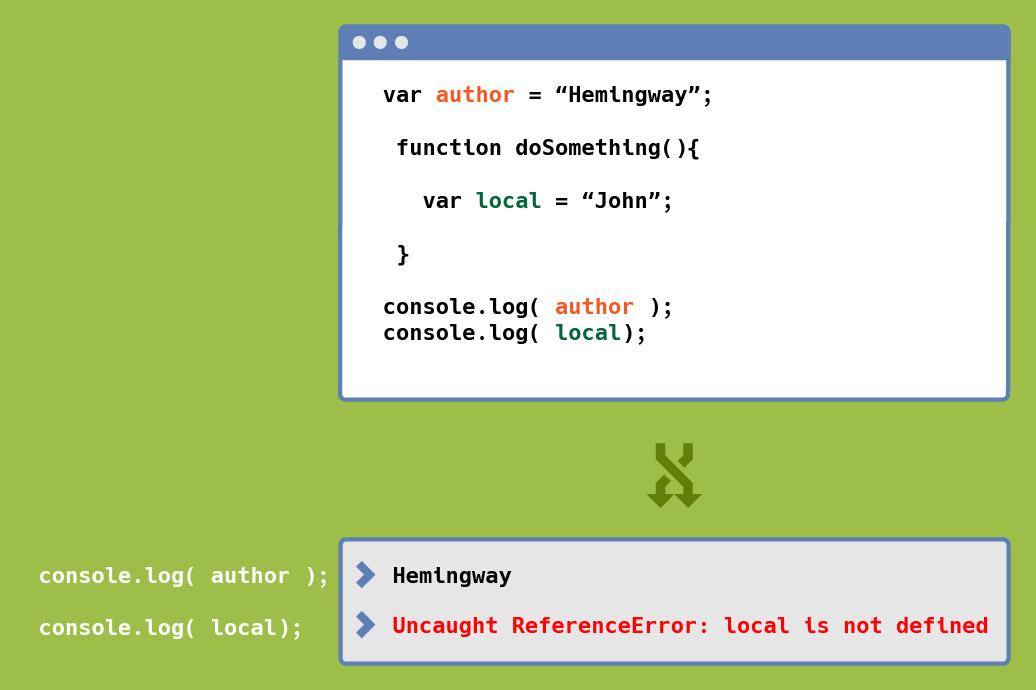 var author = “Hemingway”;
function doSomething(){
var local = “John”;
}
console.log( author );
console.log( local);
console.log( author );
Hemingway
console.log( local);
Uncaught ReferenceError: local is not defined